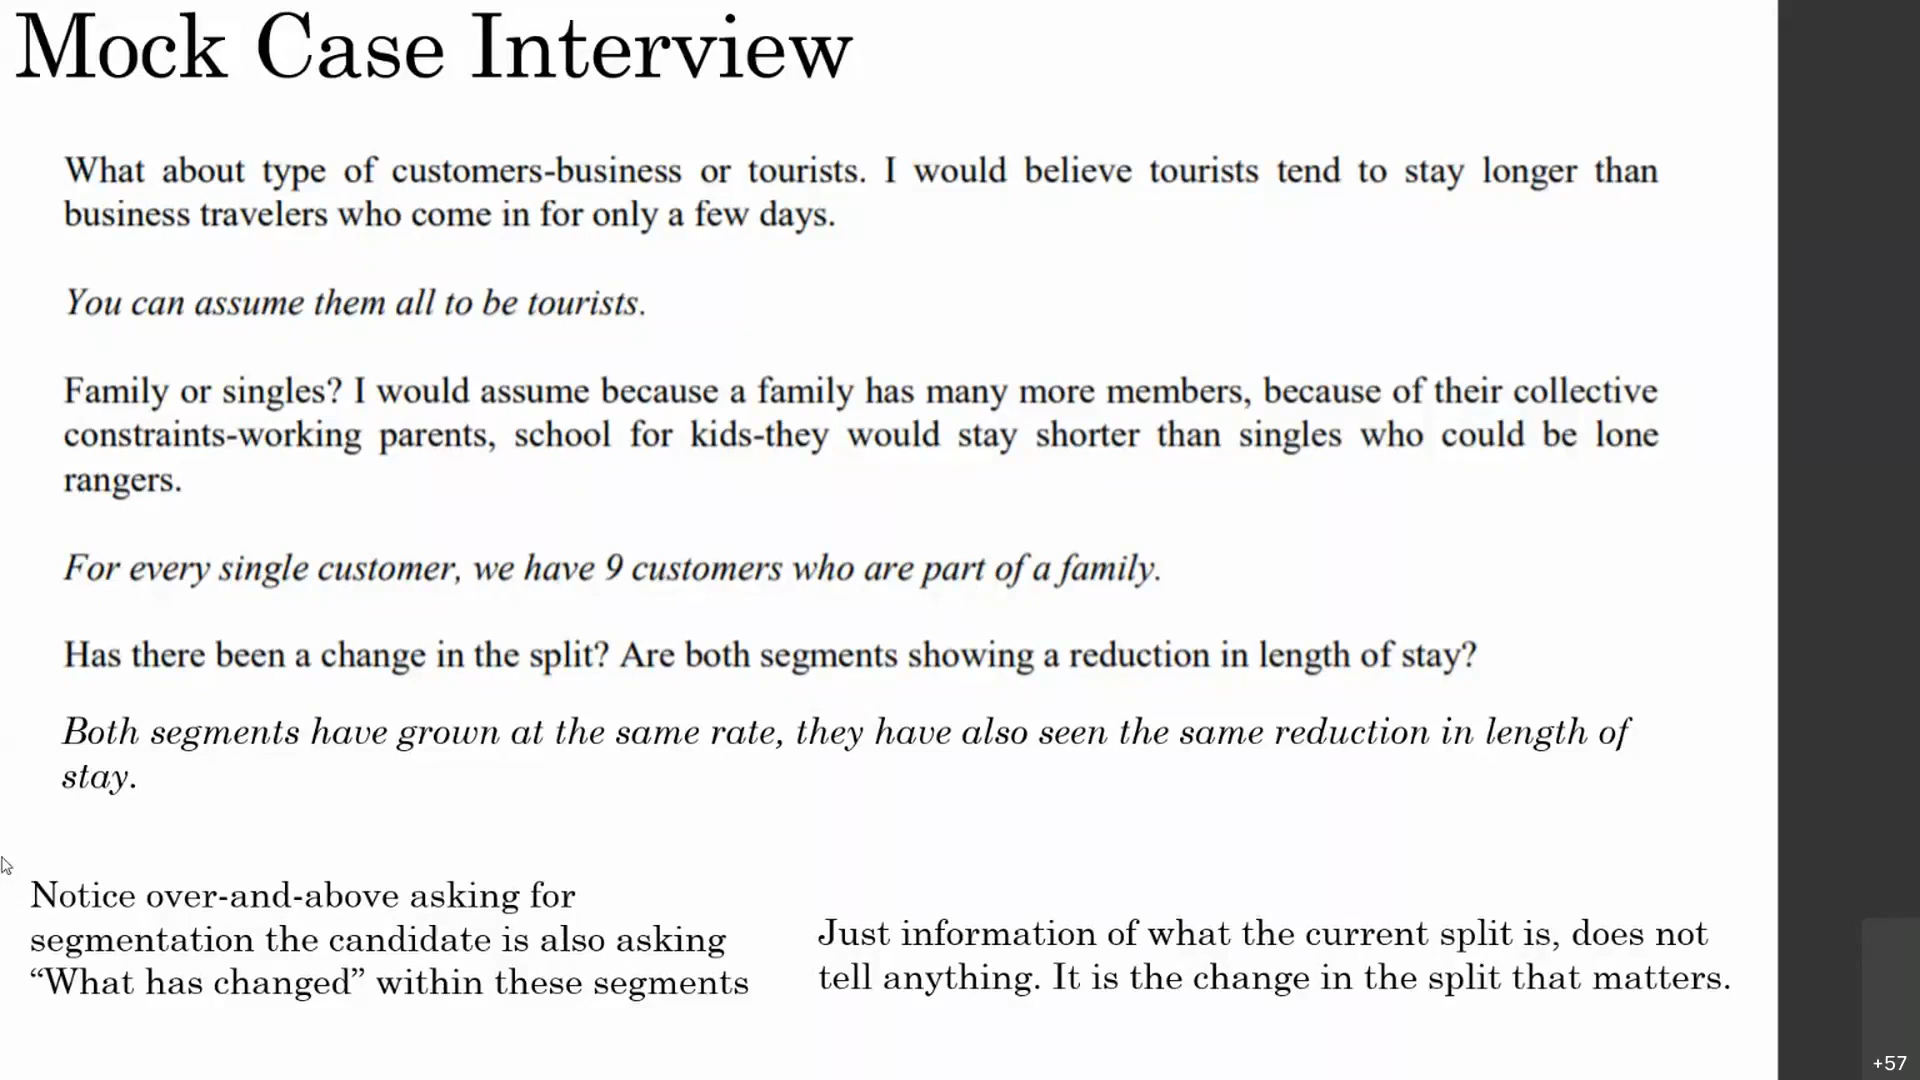 Mock Case Interview
What about type of customers-business or tourists. I would believe tourists tend to stay longer than
business travelers who come in for only a few days.
You can assume them all to be tourists.
Family or singles? I would assume because a family has many more members, because of their collective
constraints-working parents, school for kids-they would stay shorter than singles who could be lone
rangers.
For every single customer, we have 9 customers who are part of a family.
Has there been a change in the split? Are both segments showing a reduction in length of stay?
Both segments have grown at the same rate, they have also seen the same reduction in length of
stay.
Notice over-and-above asking for
segmentation the candidate is also asking
“What has changed” within these segments
Just information of what the current split is, does not
tell anything. It is the change in the split that matters.
+57